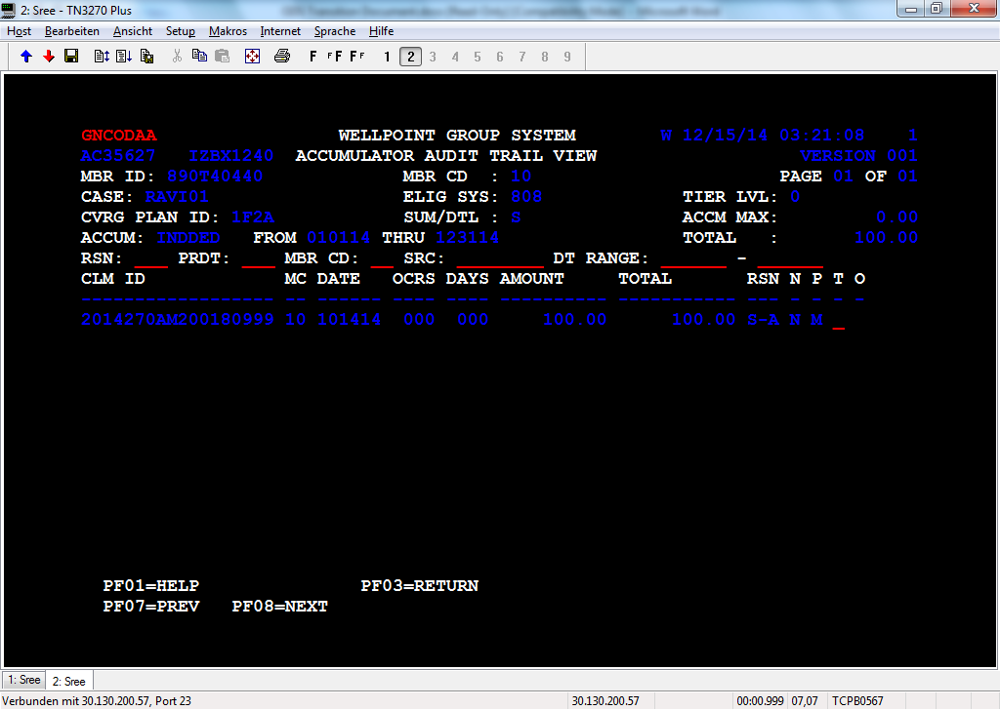 2: Sree - TN3270 Plus
Host Bearbeiten Ansicht Setup Makros Internet Sprache Hilfe
F FF FF 1 2 3 4 5 6 7 8 9
GNCODAA WELLPOINT GROUP SYSTEM W 12/15/14 03:21:08 1
AC35627 IZBX1240 ACCUMULATOR AUDIT TRAIL VIEW VERSION 001
MBR ID: 890T40440 MBR CD : 10 PAGE 01 OF 01
CASE: RAVI01 ELIG SYS: 808 TIER LVL: 0
CVRG PLAN ID: 1F2A SUM/DTL : S ACCM MAX: 0.00
ACCUM: INDDED FROM 010114 THRU 123114 TOTAL : 100.00
RSN: ___ PRDT: ___ MBR CD: __ SRC: ________ DT RANGE: ______ - ______
CLM ID MC DATE OCRS DAYS AMOUNT TOTAL RSN N P T O
------------------ -- ------ ---- ---- ---------- ----------- --- - - - -
2014270AM200180999 10 101414 000 000 100.00 100.00 S-A N M _
PF01=HELP PF03=RETURN
PF07=PREV PF08=NEXT
1: Sree 2: Sree
Verbunden mit 30.130.200.57, Port 23 30.130.200.57 00:00.999 07,07 TCPB0567